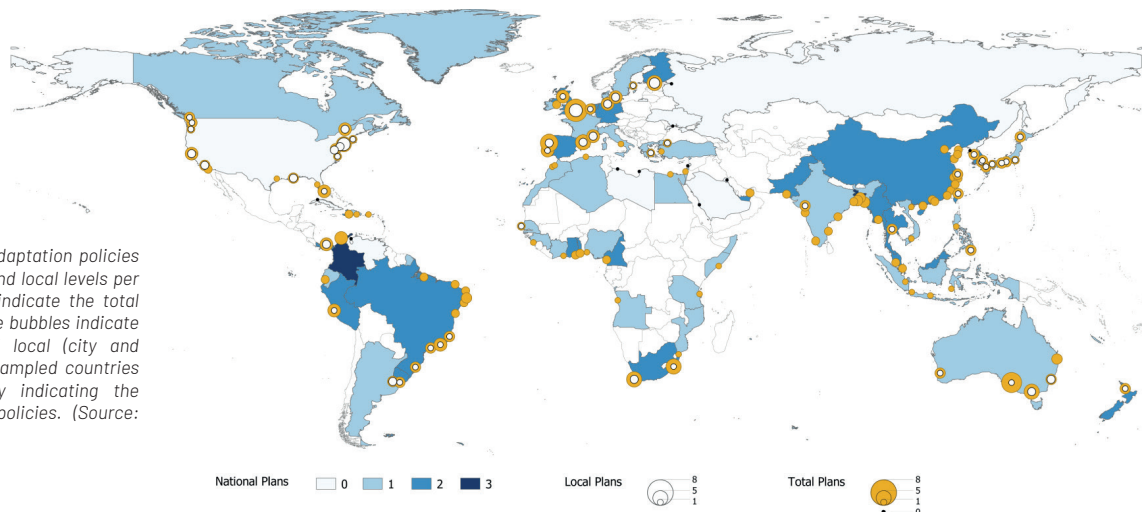 daptation policies
nd local levels per
indicate the total
e bubbles indicate
local (city and
ampled countries
y indicating the
policies. (Source:
National Plans 0 1 2 3
Local Plans 8 5 1
Total Plans 8 5 1 0